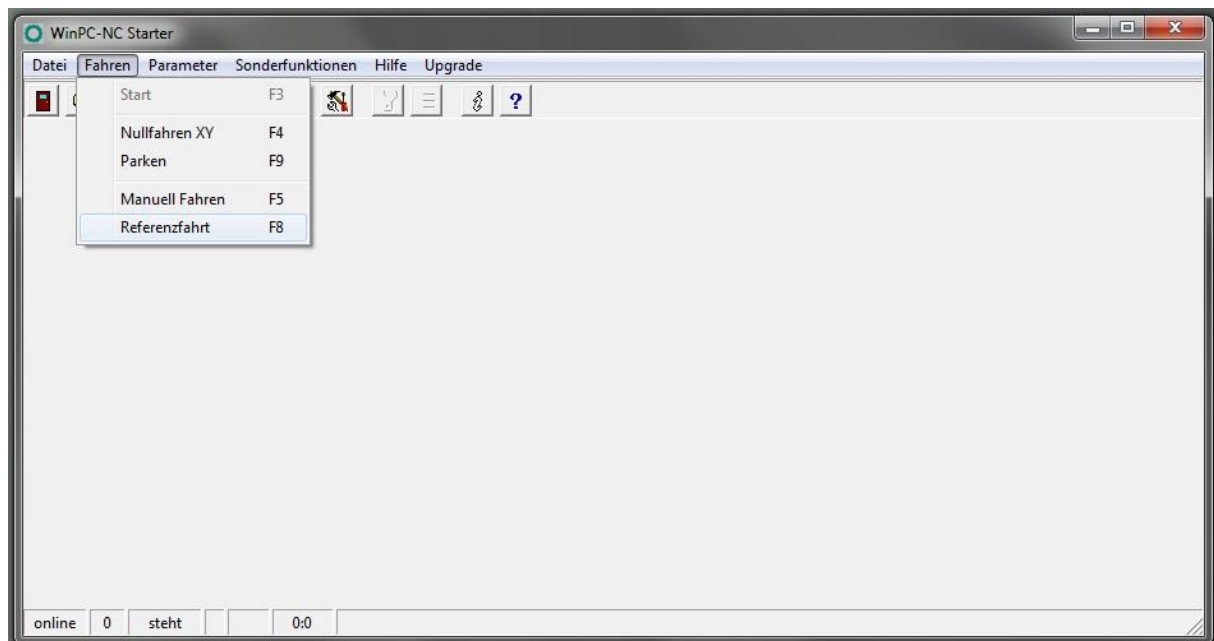 WinPC-NC Starter
Datei Fahren Parameter Sonderfunktionen Hilfe Upgrade
Start F3
?
Nullfahren XY F4
Parken F9
Manuell Fahren F5
Referenzfahrt F8
online 0 steht 0:0